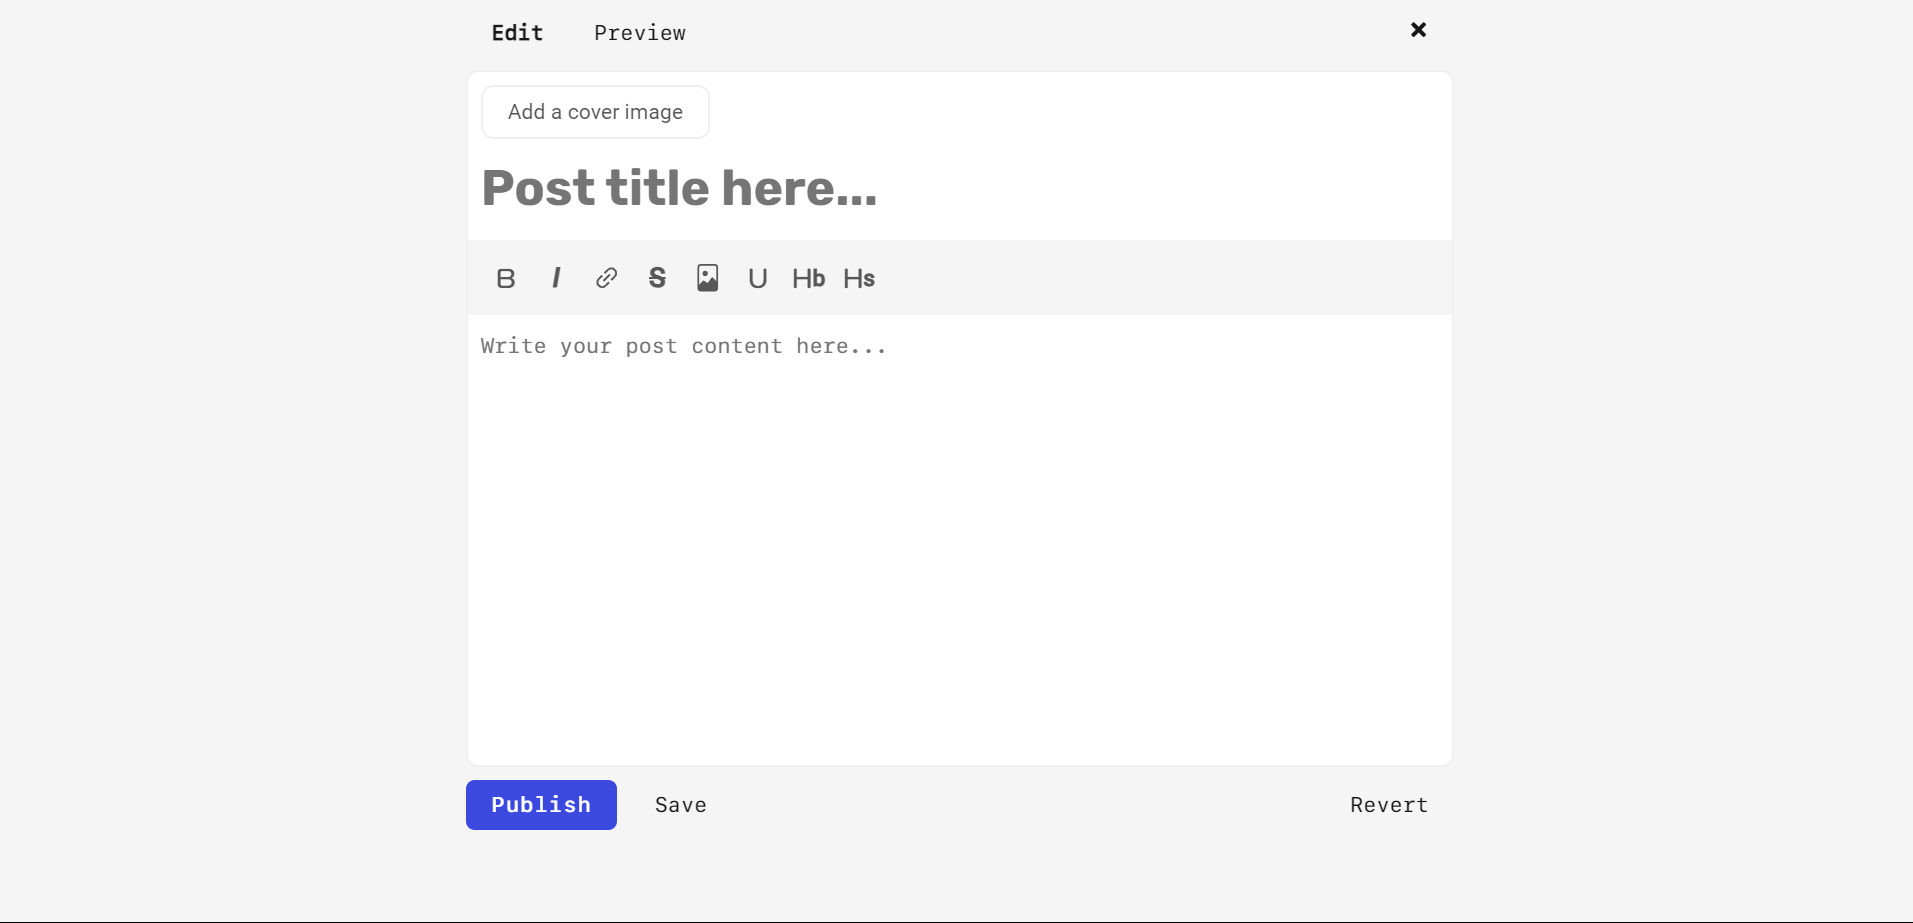 Edit Preview
Add a cover image
Post title here...
B I S U Hb Hs
Write your post content here...
Publish Save Revert